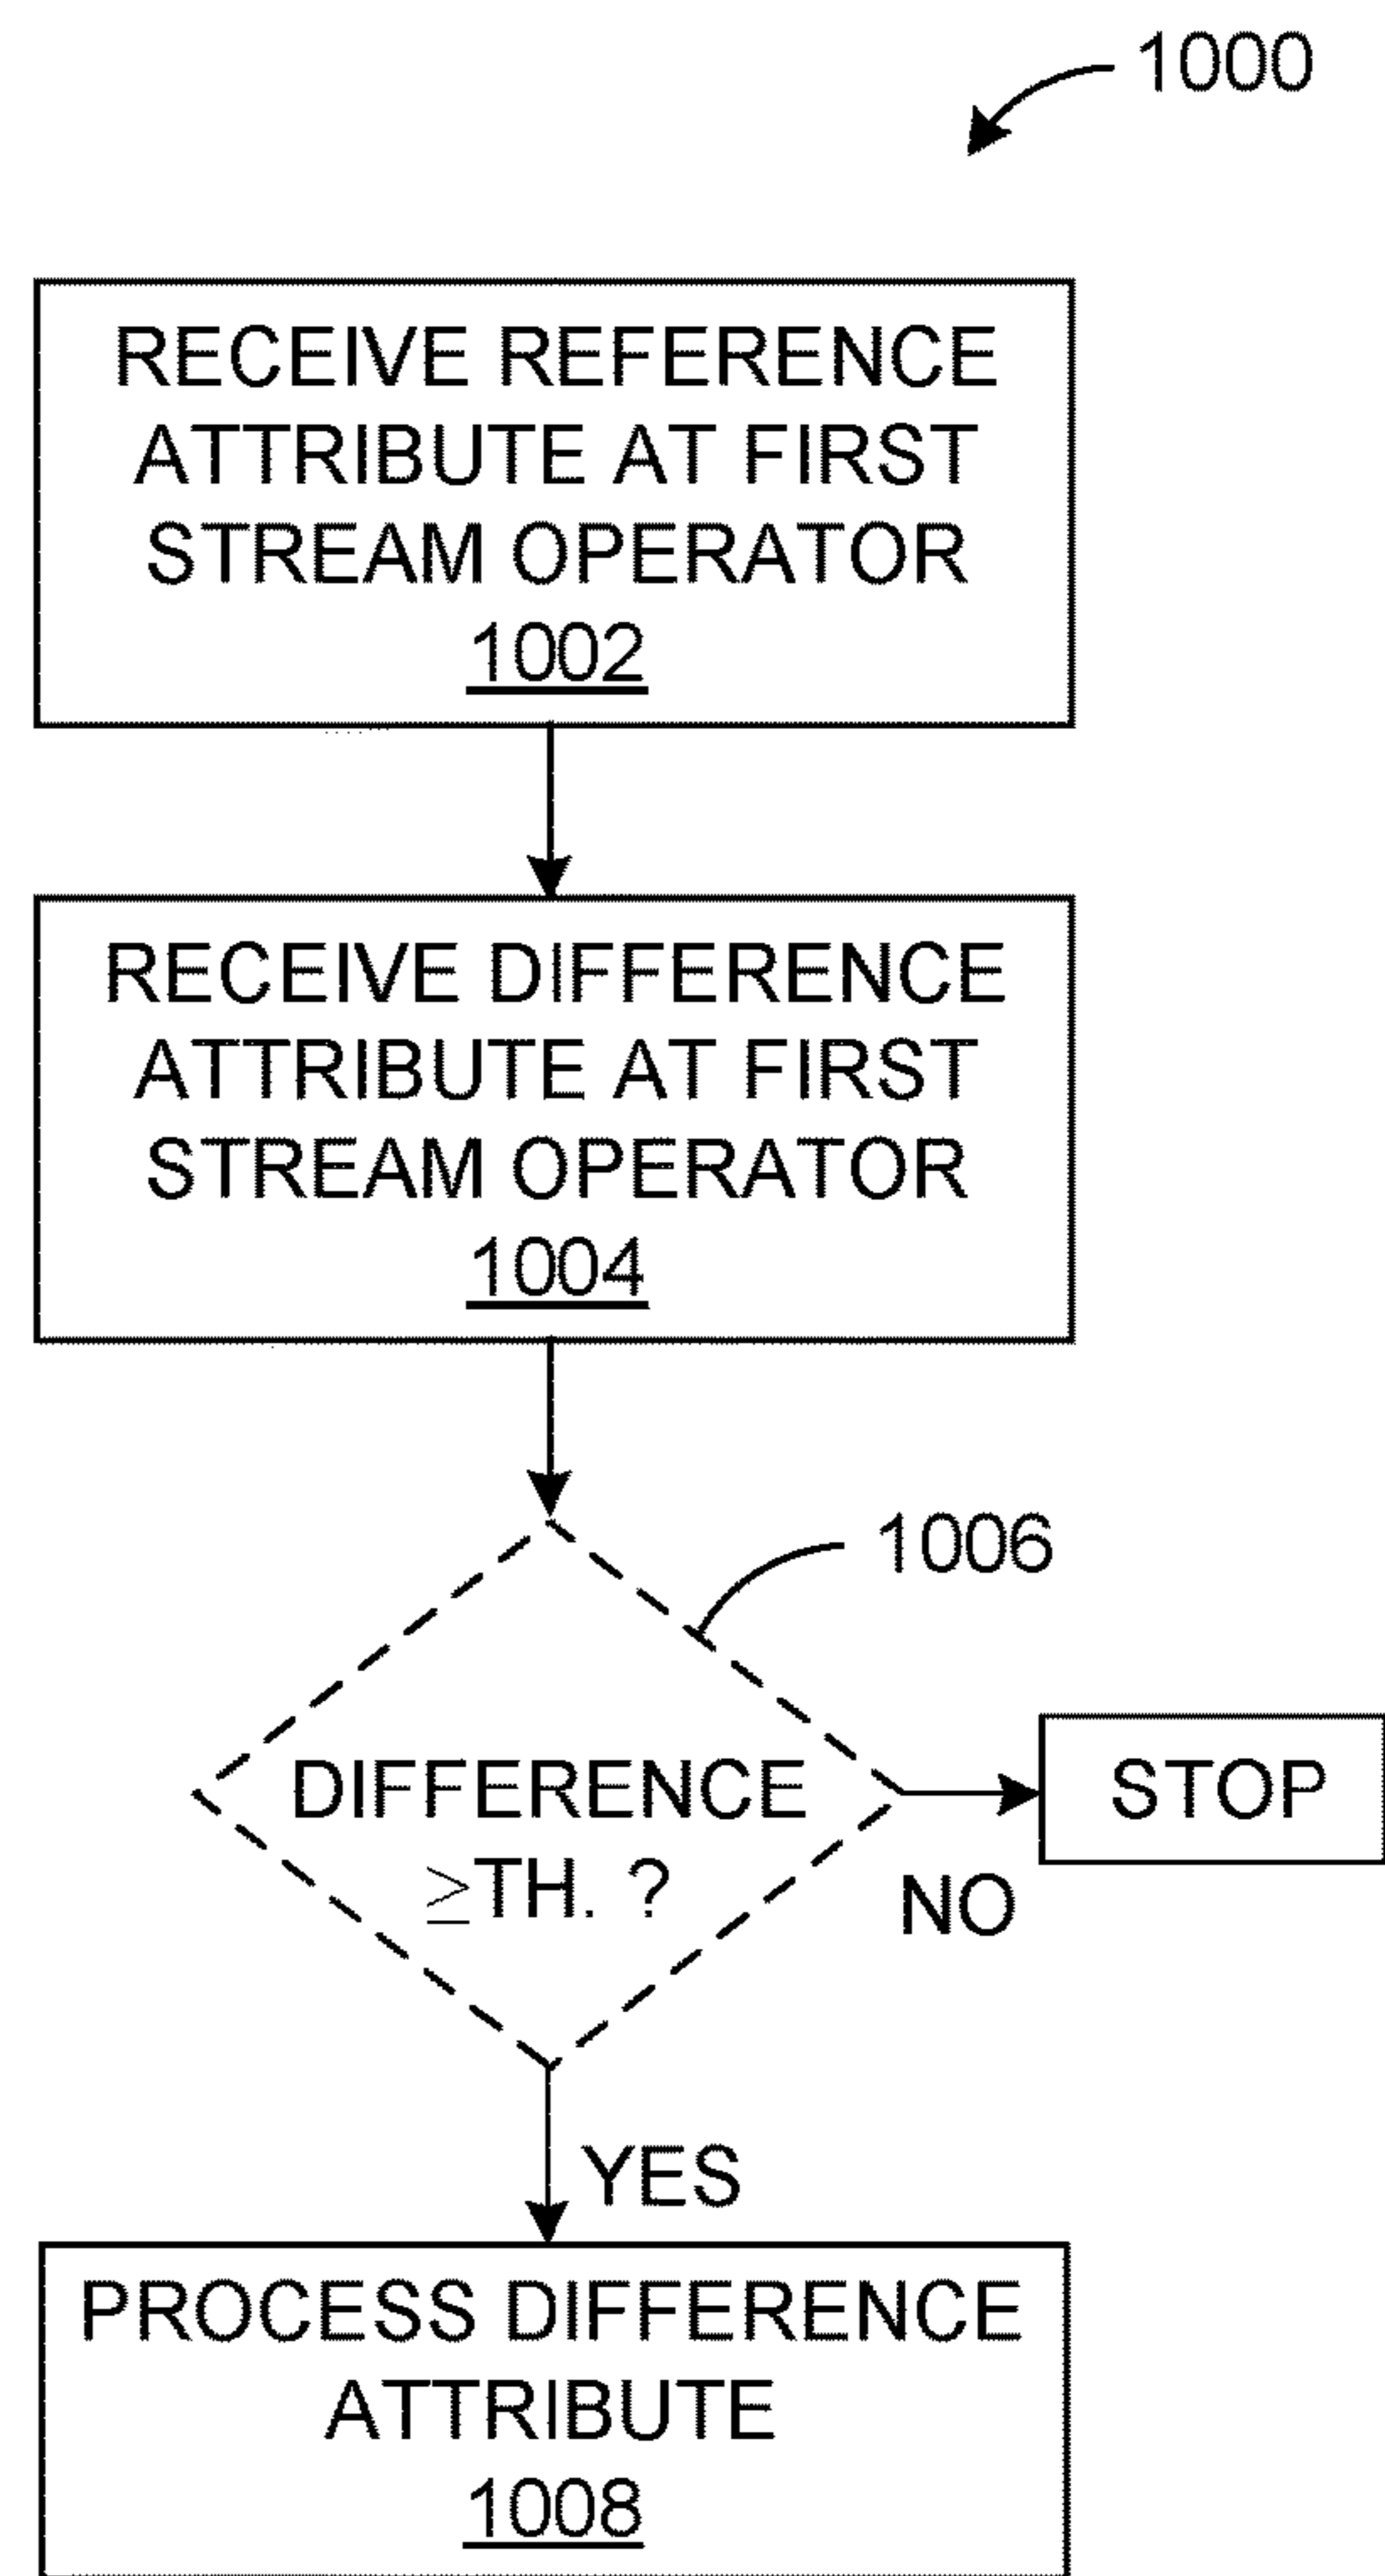 1000
RECEIVE REFERENCE
ATTRIBUTE AT FIRST
STREAM OPERATOR
1002
RECEIVE DIFFERENCE
ATTRIBUTE AT FIRST
STREAM OPERATOR
1004
1006
DIFFERENCE
≥TH. ?
STOP
NO
YES
PROCESS DIFFERENCE
ATTRIBUTE
1008